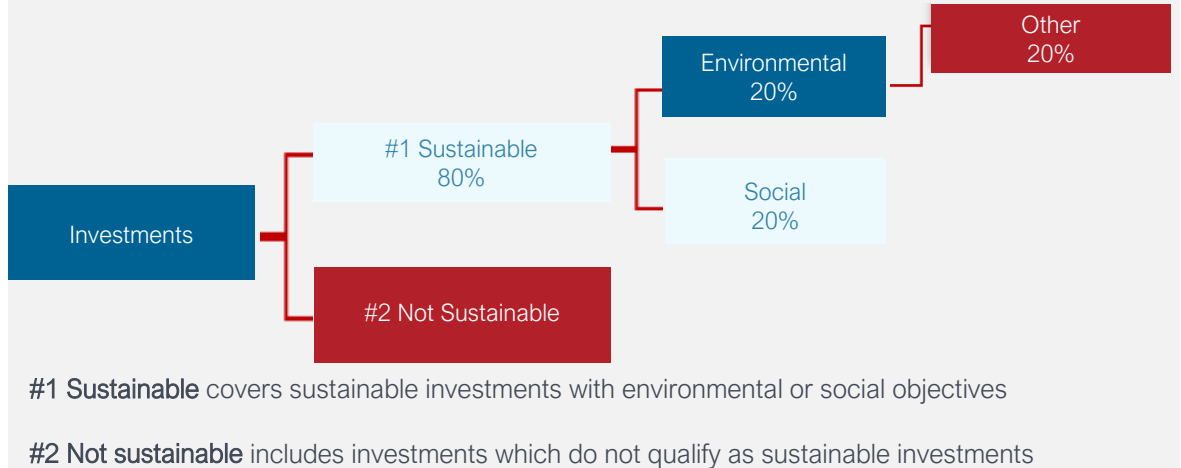 Other
20%
Environmental
20%
#1 Sustainable
80%
Social
20%
Investments
#2 Not Sustainable
#1 Sustainable covers sustainable investments with environmental or social objectives
#2 Not sustainable includes investments which do not qualify as sustainable investments